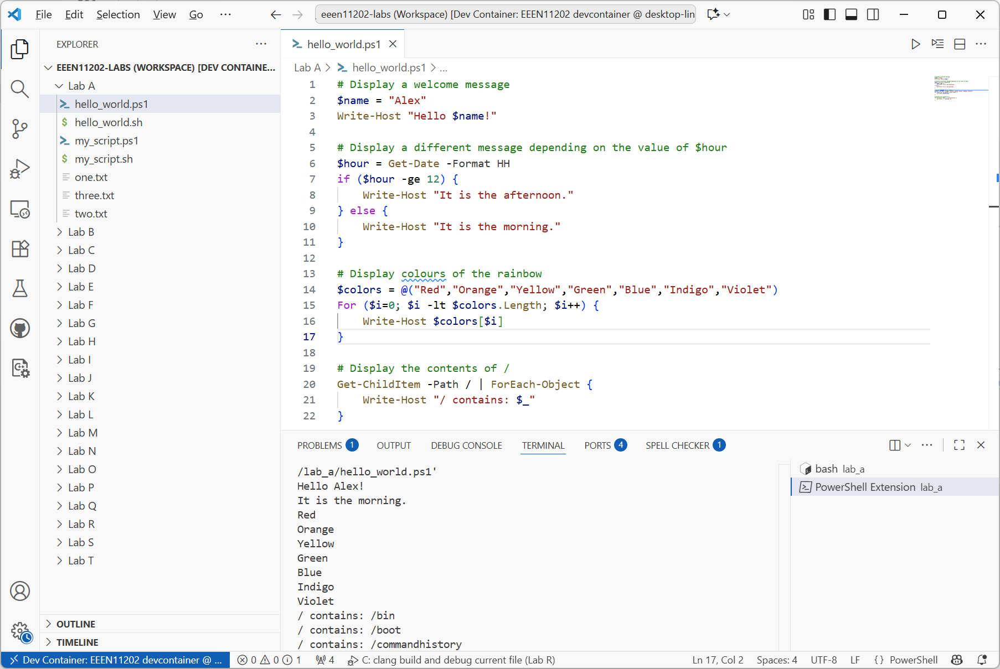 File Edit Selection View Go ··· eeen11202-labs (Workspace) [Dev Container: EEEN11202 devcontainer @ desktop-lin
EXPLORER ···
EEEN11202-LABS (WORKSPACE) [DEV CONTAINE...
Lab A
hello_world.ps1
hello_world.sh
my_script.ps1
my_script.sh
one.txt
three.txt
two.txt
Lab B
Lab C
Lab D
Lab E
Lab F
Lab G
Lab H
Lab I
Lab J
Lab K
Lab L
Lab M
Lab N
Lab O
Lab P
Lab Q
Lab R
Lab S
Lab T
OUTLINE
TIMELINE
hello_world.ps1
Lab A > hello_world.ps1 > ...
1 # Display a welcome message
2 $name = "Alex"
3 Write-Host "Hello $name!"
4
5 # Display a different message depending on the value of $hour
6 $hour = Get-Date -Format HH
7 if ($hour -ge 12) {
8 Write-Host "It is the afternoon."
9 } else {
10 Write-Host "It is the morning."
11 }
12
13 # Display colours of the rainbow
14 $colors = @("Red","Orange","Yellow","Green","Blue","Indigo","Violet")
15 For ($i=0; $i -lt $colors.Length; $i++) {
16 Write-Host $colors[$i]
17 }
18
19 # Display the contents of /
20 Get-ChildItem -Path / | ForEach-Object {
21 Write-Host "/ contains: $_"
22 }
PROBLEMS 1 OUTPUT DEBUG CONSOLE TERMINAL PORTS 4 SPELL CHECKER 1 ···
/lab_a/hello_world.ps1'
Hello Alex!
It is the morning.
Red
Orange
Yellow
Green
Blue
Indigo
Violet
/ contains: /bin
/ contains: /boot
/ contains: /commandhistory
bash lab_a
PowerShell Extension lab_a
Dev Container: EEEN11202 devcontainer @ ... 0 0 1 4 C: clang build and debug current file (Lab R) Ln 17, Col 2 Spaces: 4 UTF-8 LF {} PowerShell